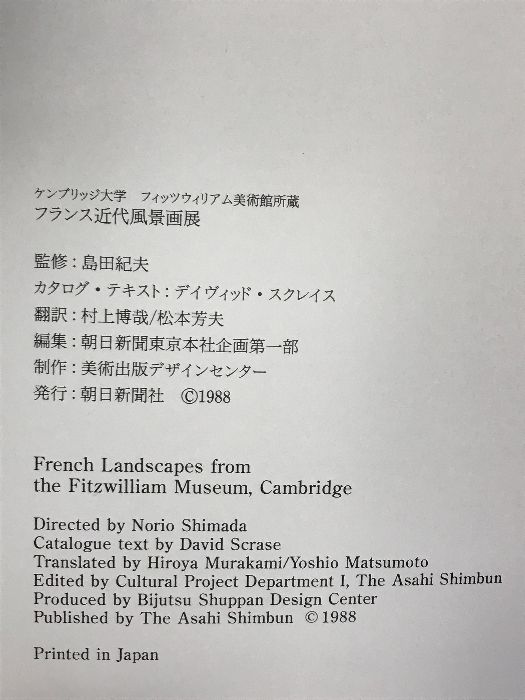 ケンブリッジ大学　フィッツウィリアム美術館所蔵
フランス近代風景画展
監修：島田紀夫
カタログ・テキスト：デイヴィッド・スクレイス
翻訳：村上博哉/松本芳夫
編集：朝日新聞東京本社企画第一部
制作：美術出版デザインセンター
発行：朝日新聞社　©1988
French Landscapes from
the Fitzwilliam Museum, Cambridge
Directed by Norio Shimada
Catalogue text by David Scrase
Translated by Hiroya Murakami/Yoshio Matsumoto
Edited by Cultural Project Department I, The Asahi Shimbun
Produced by Bijutsu Shuppan Design Center
Published by The Asahi Shimbun ©1988
Printed in Japan